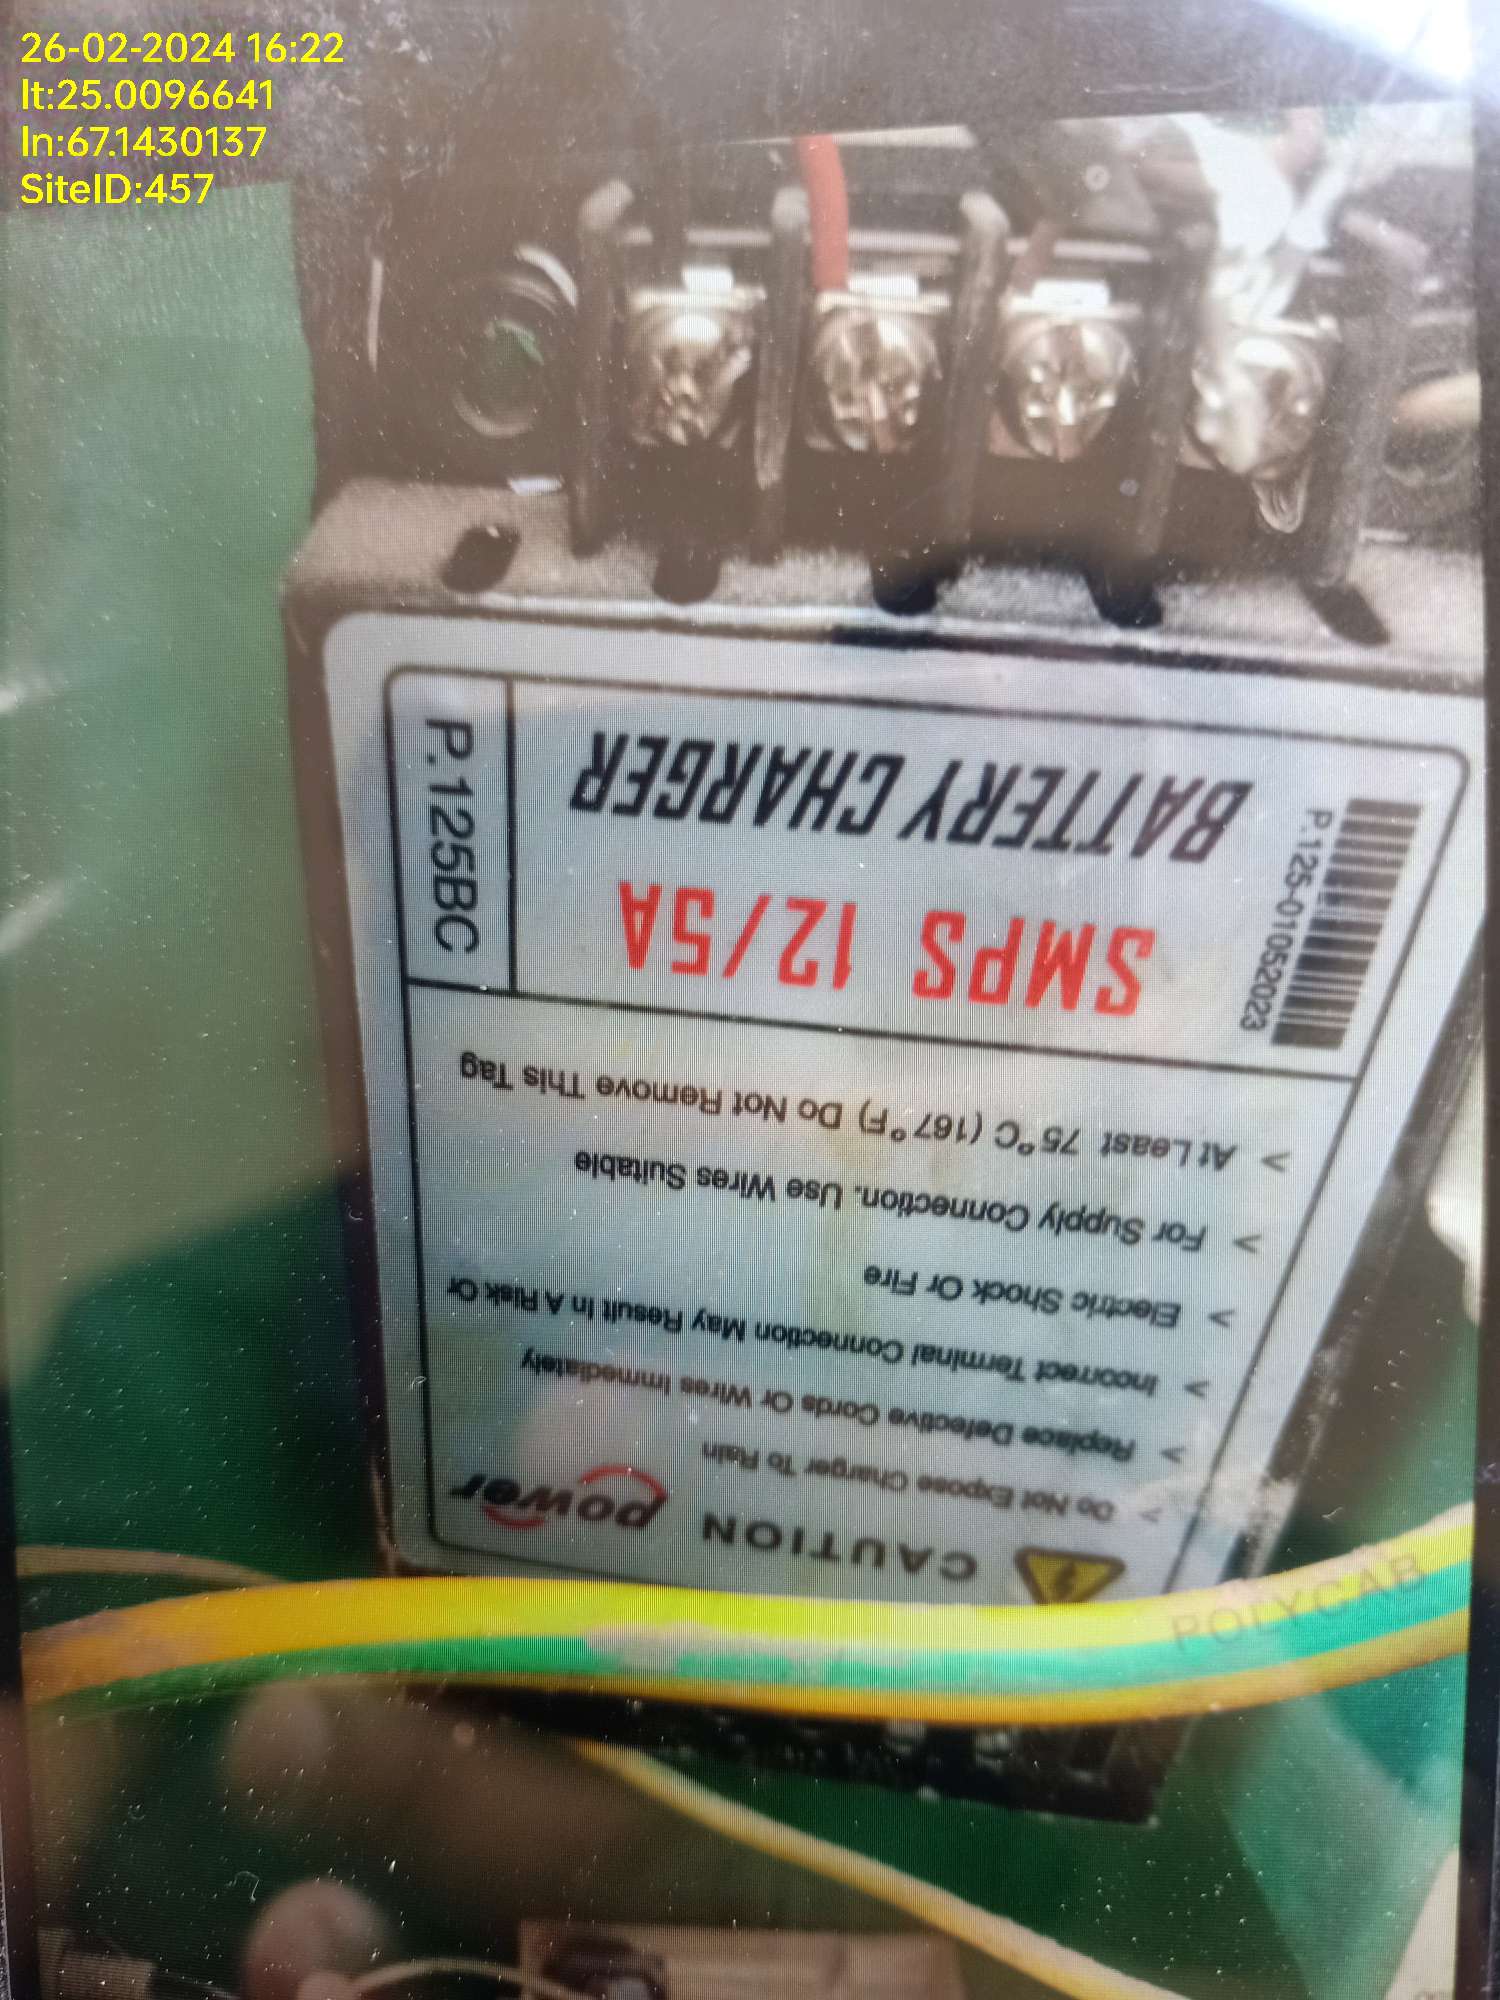 26-02-2024 16:22
lt:25.0096641
ln:67.1430137
SiteID:457
CAUTION power
> Do Not Expose Charger To Rain
> Replace Defective Cords Or Wires Immediately
> Incorrect Terminal Connection May Result In A Risk Or
> Electric Shock Or Fire
> For Supply Connection. Use Wires Suitable
> At Least 75°C (167°F) Do Not Remove This Tag
SMPS 12/5A
BATTERY CHARGER
P.125-01052023
P.125BC
POLYCAB